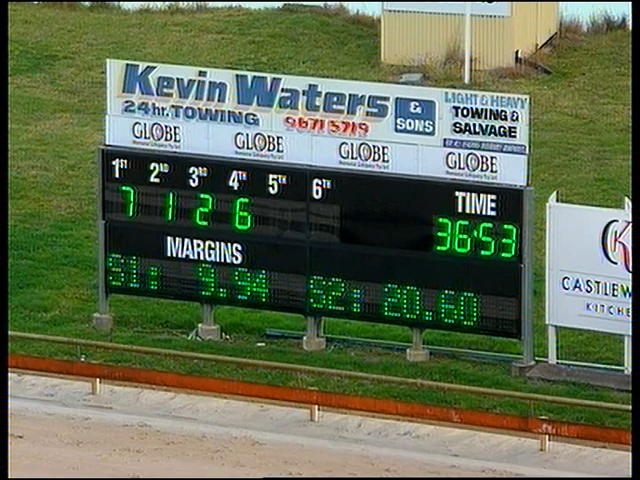 Kevin Waters & SONS
24hr. TOWING 9671 5719
LIGHT & HEAVY
TOWING &
SALVAGE
GLOBE GLOBE GLOBE GLOBE
1ST 2ND 3RD 4TH 5TH 6TH
7 1 2 6
TIME
36:53
MARGINS
S1: 9.94 S2: 20.60
CASTLEW
KITCHE